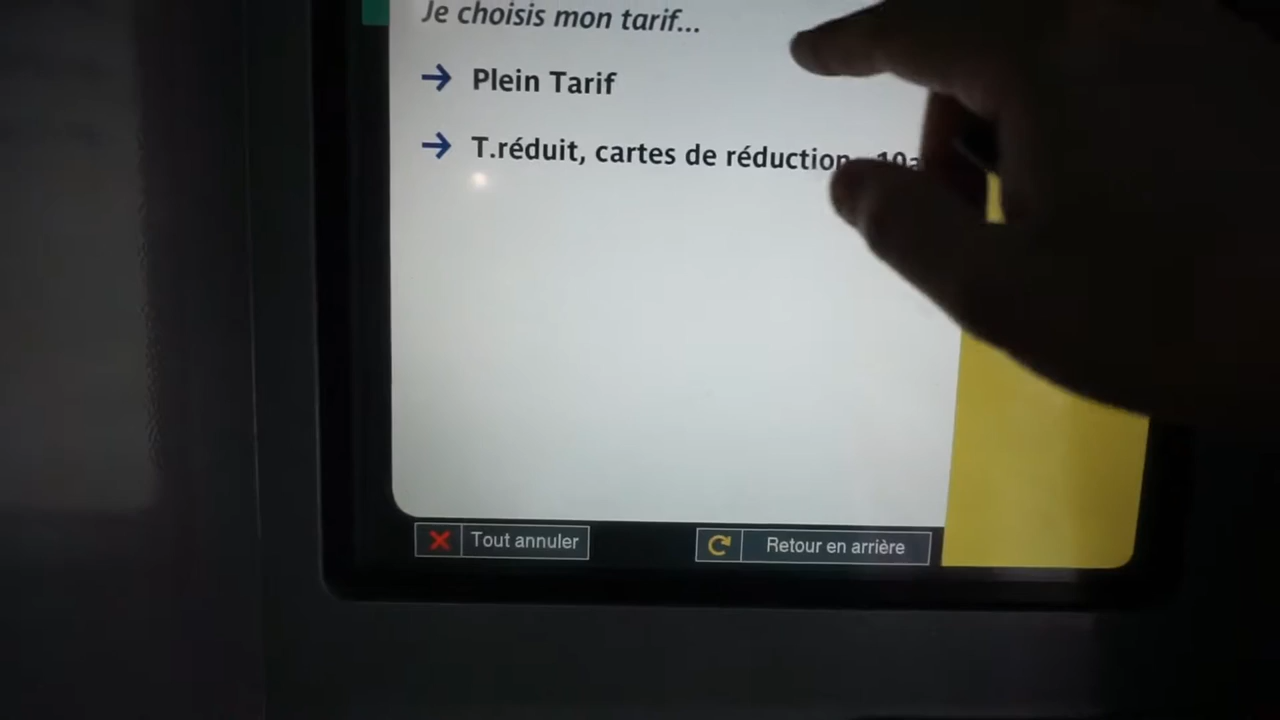 Je choisis mon tarif...
→ Plein Tarif
→ T.réduit, cartes de réduction
Tout annuler
Retour en arrière